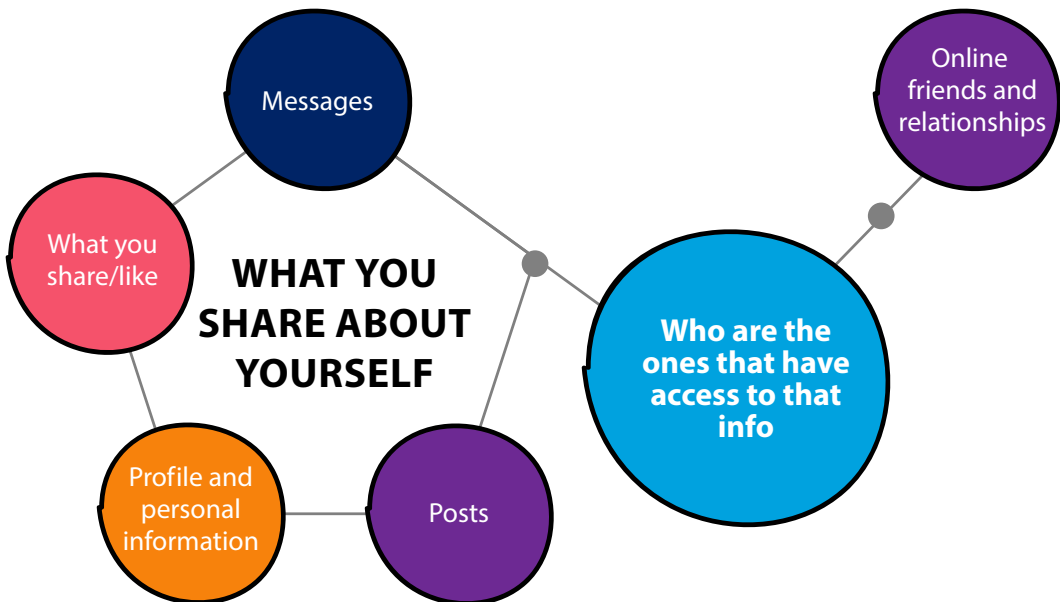 Messages
What you
share/like
WHAT YOU
SHARE ABOUT
YOURSELF
Profile and
personal
information
Posts
Who are the
ones that have
access to that
info
Online
friends and
relationships